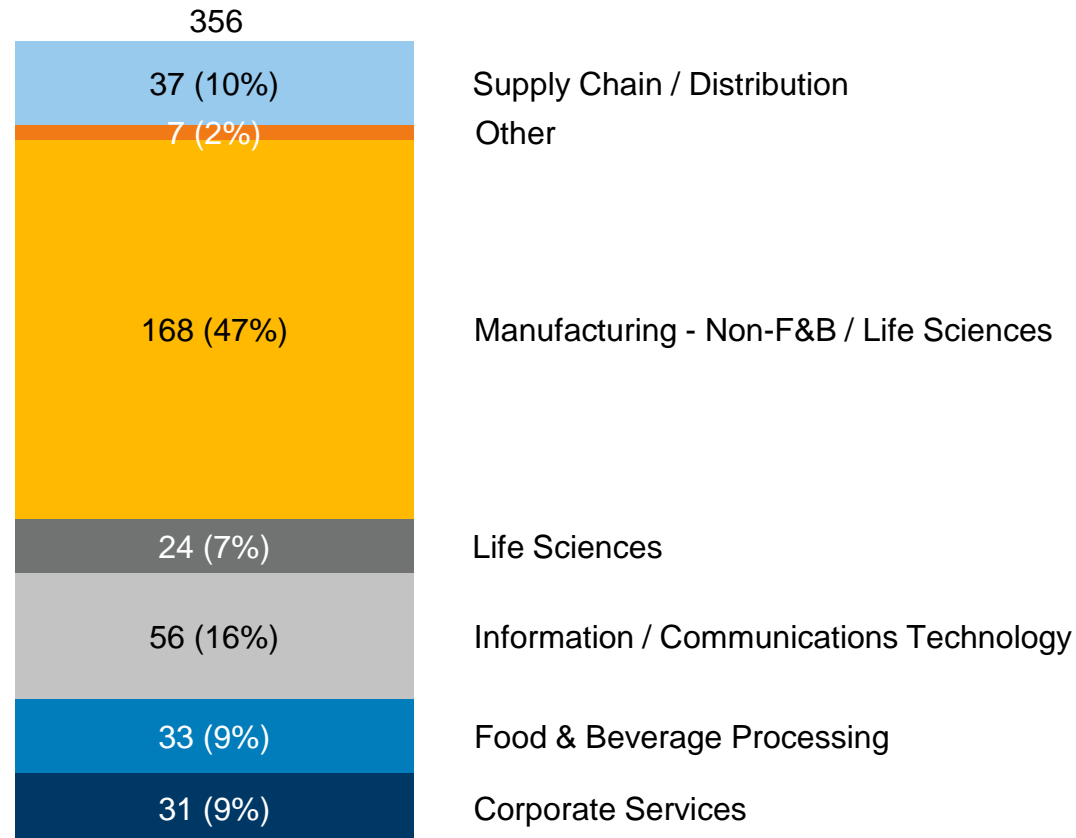 356
37 (10%) Supply Chain / Distribution
7 (2%) Other
168 (47%) Manufacturing - Non-F&B / Life Sciences
24 (7%) Life Sciences
56 (16%) Information / Communications Technology
33 (9%) Food & Beverage Processing
31 (9%) Corporate Services